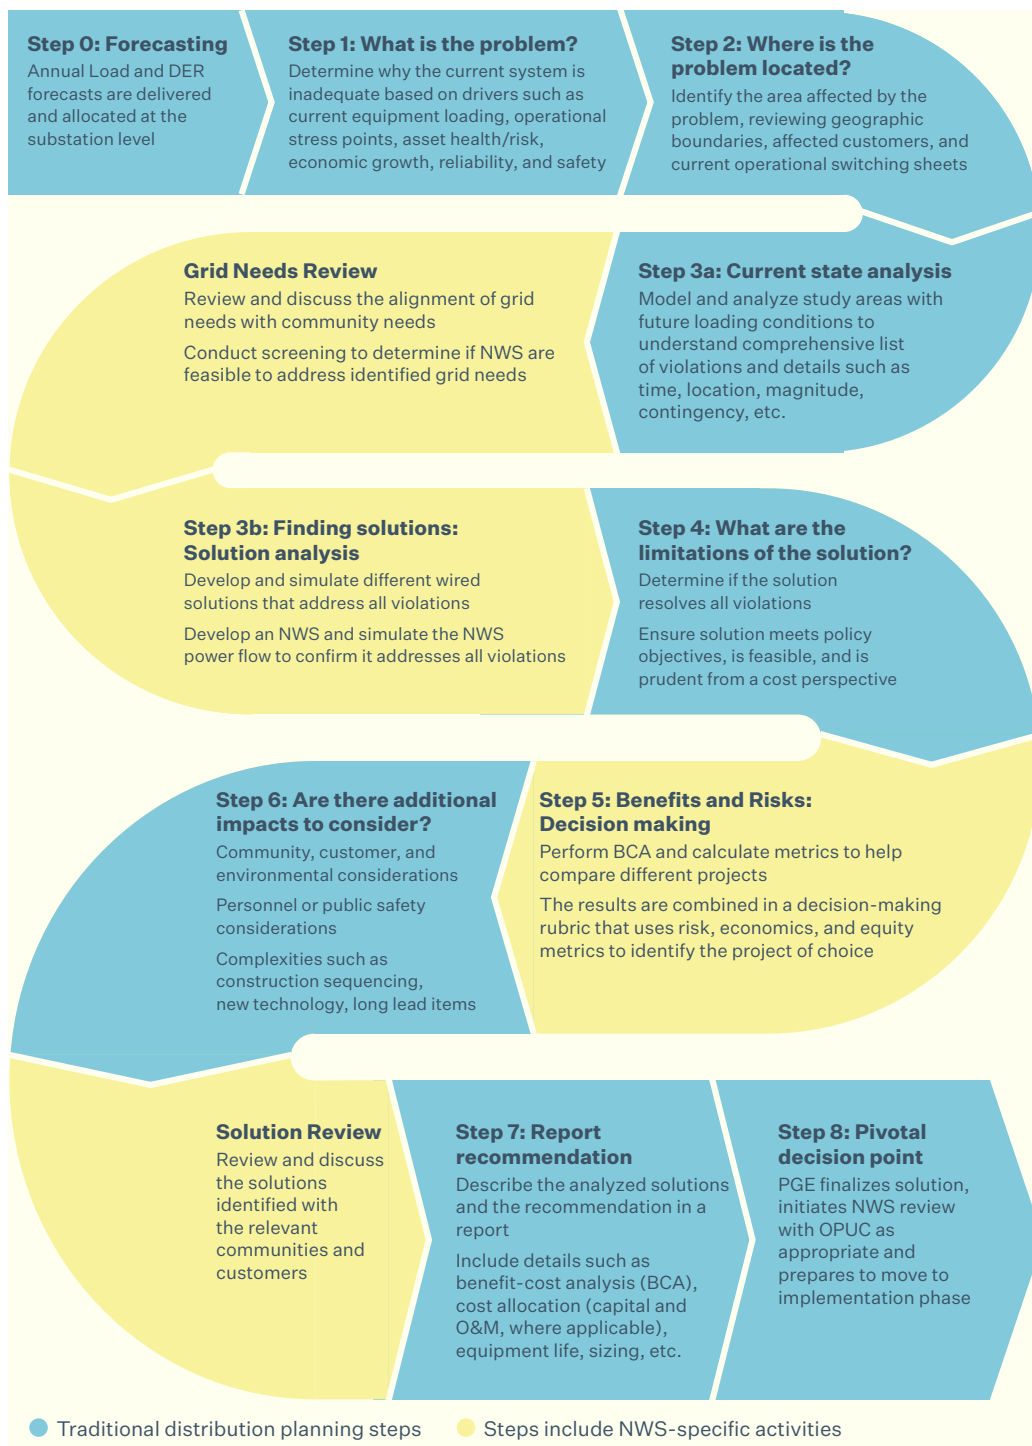 Step 0: Forecasting
Annual Load and DER
forecasts are delivered
and allocated at the
substation level
Step 1: What is the problem?
Determine why the current system is
inadequate based on drivers such as
current equipment loading, operational
stress points, asset health/risk,
economic growth, reliability, and safety
Step 2: Where is the
problem located?
Identify the area affected by the
problem, reviewing geographic
boundaries, affected customers, and
current operational switching sheets
Step 3a: Current state analysis
Model and analyze study areas with
future loading conditions to
understand comprehensive list
of violations and details such as
time, location, magnitude,
contingency, etc.
Grid Needs Review
Review and discuss the alignment of grid
needs with community needs
Conduct screening to determine if NWS are
feasible to address identified grid needs
Step 3b: Finding solutions:
Solution analysis
Develop and simulate different wired
solutions that address all violations
Develop an NWS and simulate the NWS
power flow to confirm it addresses all violations
Step 4: What are the
limitations of the solution?
Determine if the solution
resolves all violations
Ensure solution meets policy
objectives, is feasible, and is
prudent from a cost perspective
Step 5: Benefits and Risks:
Decision making
Perform BCA and calculate metrics to help
compare different projects
The results are combined in a decision-making
rubric that uses risk, economics, and equity
metrics to identify the project of choice
Step 6: Are there additional
impacts to consider?
Community, customer, and
environmental considerations
Personnel or public safety
considerations
Complexities such as
construction sequencing,
new technology, long lead items
Solution Review
Review and discuss
the solutions
identified with
the relevant
communities and
customers
Step 7: Report
recommendation
Describe the analyzed solutions
and the recommendation in a
report
Include details such as
benefit-cost analysis (BCA),
cost allocation (capital and
O&M, where applicable),
equipment life, sizing, etc.
Step 8: Pivotal
decision point
PGE finalizes solution,
initiates NWS review
with OPUC as
appropriate and
prepares to move to
implementation phase
Traditional distribution planning steps
Steps include NWS-specific activities